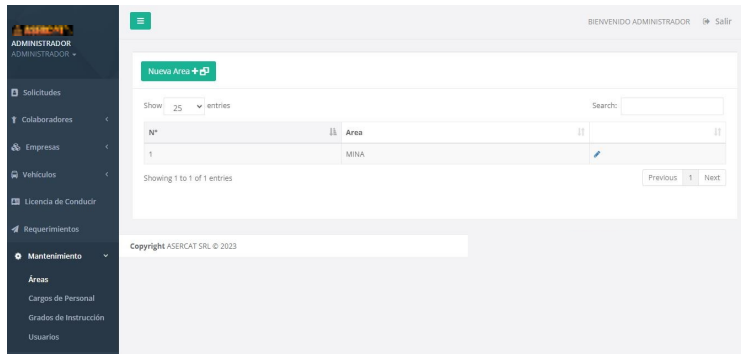 ASERCAT
ADMINISTRADOR
ADMINISTRADOR
BIENVENIDO ADMINISTRADOR Salir
Solicitudes
Colaboradores
Empresas
Vehículos
Licencia de Conducir
Requerimientos
Mantenimiento
Áreas
Cargos de Personal
Grados de Instrucción
Usuarios
Nueva Area
Show 25 entries Search:
N° Area
1 MINA
Showing 1 to 1 of 1 entries Previous 1 Next
Copyright ASERCAT SRL © 2023